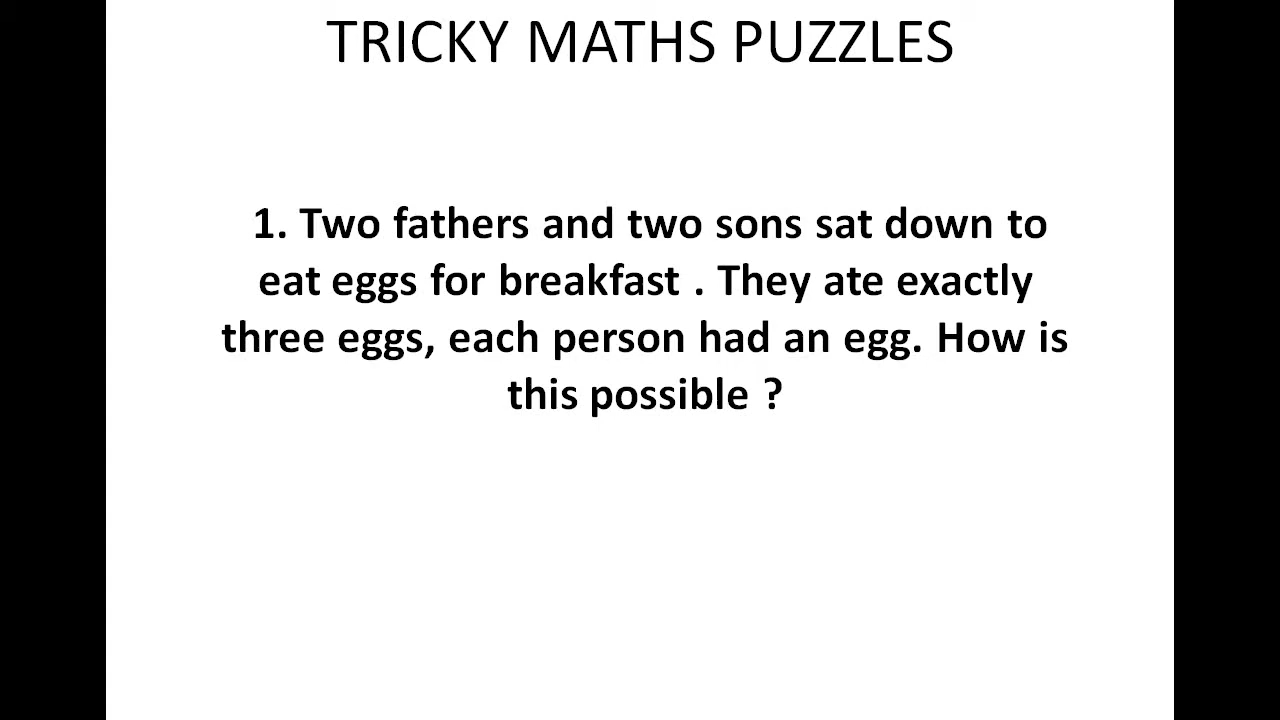 TRICKY MATHS PUZZLES
1. Two fathers and two sons sat down to
eat eggs for breakfast . They ate exactly
three eggs, each person had an egg. How is
this possible ?